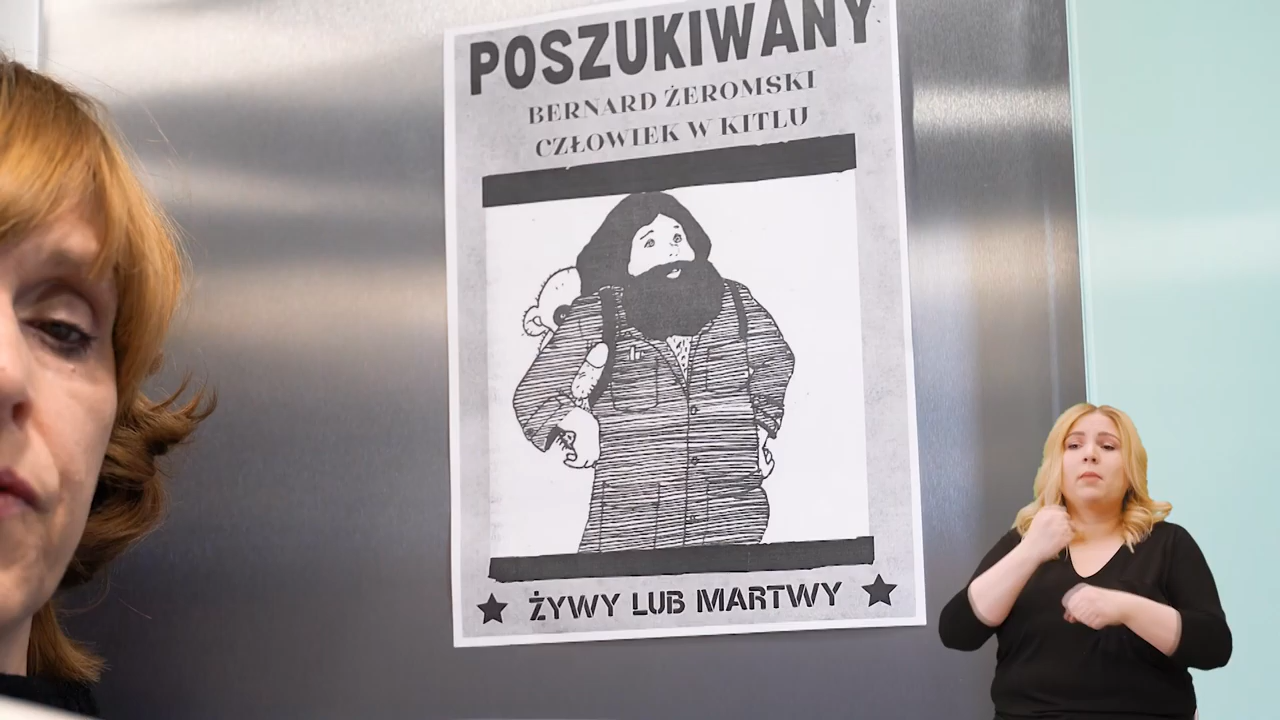 POSZUKIWANY
BERNARD ŻEROMSKI
CZŁOWIEK W KITLU
ŻYWY LUB MARTWY